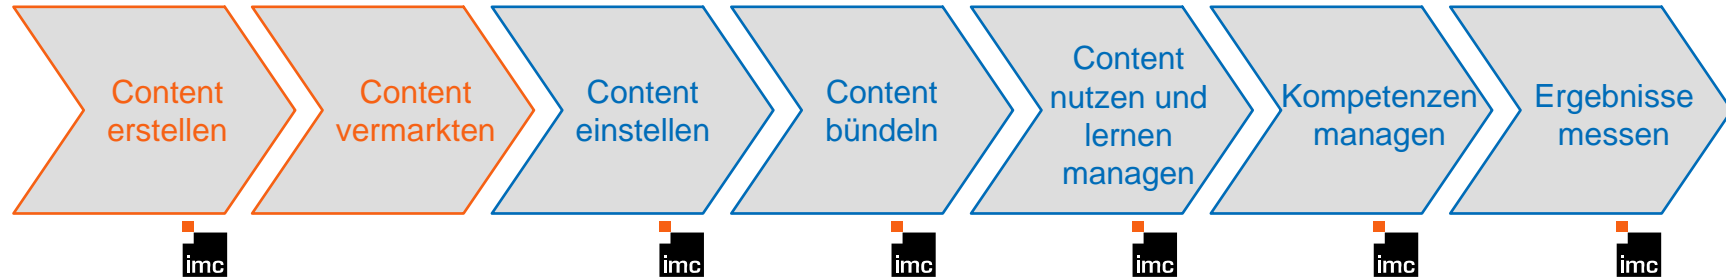 Content
erstellen
Content
vermarkten
Content
einstellen
Content
bündeln
Content
nutzen und
lernen
managen
Kompetenzen
managen
Ergebnisse
messen
imc
imc
imc
imc
imc
imc